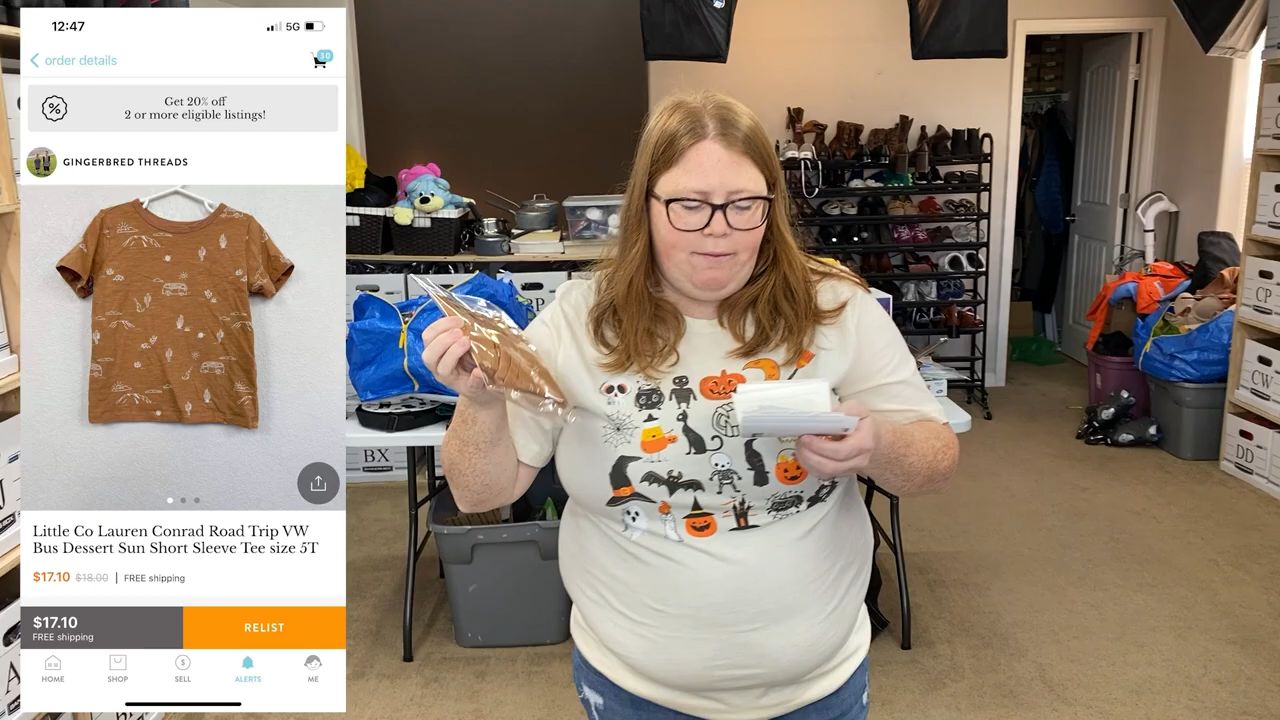 12:47
5G
order details
10
Get 20% off
2 or more eligible listings!
GINGERBRED THREADS
Little Co Lauren Conrad Road Trip VW
Bus Dessert Sun Short Sleeve Tee size 5T
$17.10 $18.00 | FREE shipping
$17.10
FREE shipping
RELIST
HOME SHOP SELL ALERTS ME
BX
BP
CP
CW
DD